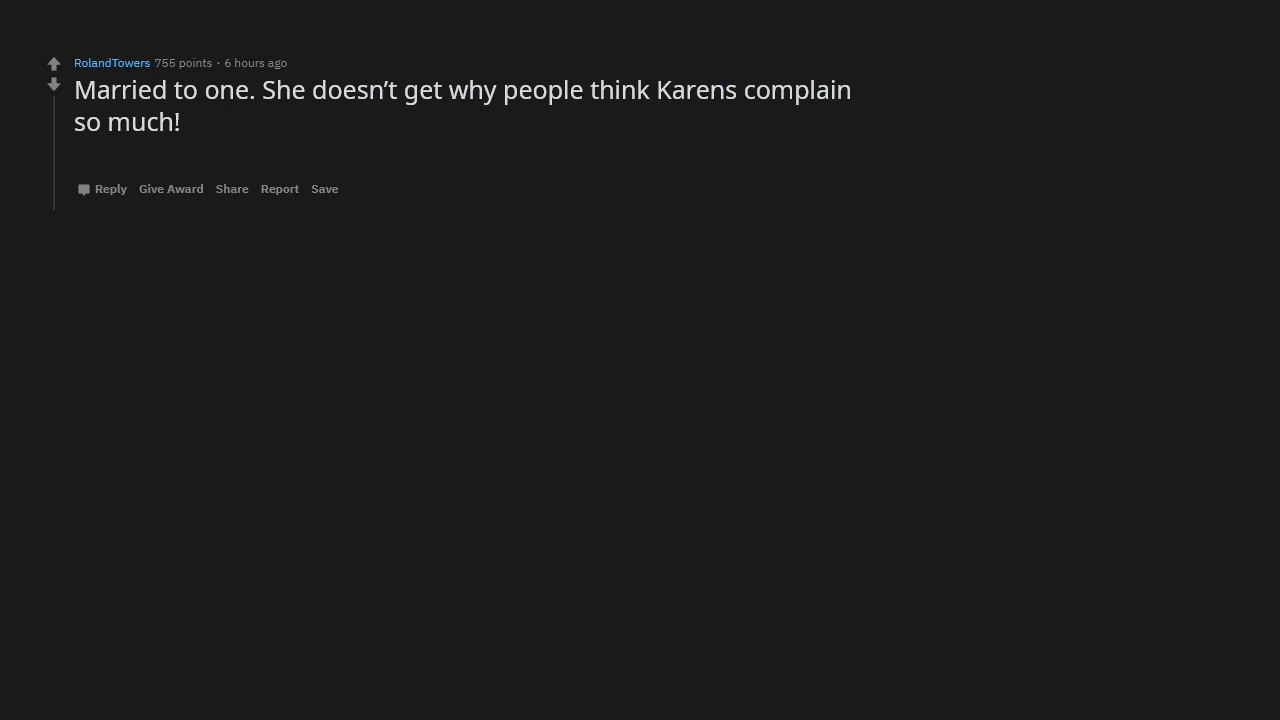 RolandTowers 755 points · 6 hours ago
Married to one. She doesn’t get why people think Karens complain
so much!
Reply Give Award Share Report Save